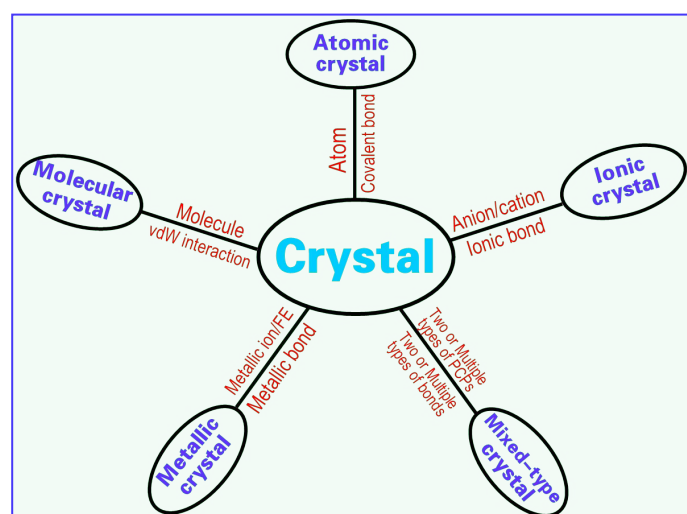 Atomic
crystal
Atom
Covalent bond
Molecular
crystal
Molecule
vdW interaction
Ionic
crystal
Anion/cation
Ionic bond
Crystal
Metallic ion/FE
Metallic bond
Metallic
crystal
Two or Multiple
types of PCPs
Two or Multiple
types of bonds
Mixed-type
crystal